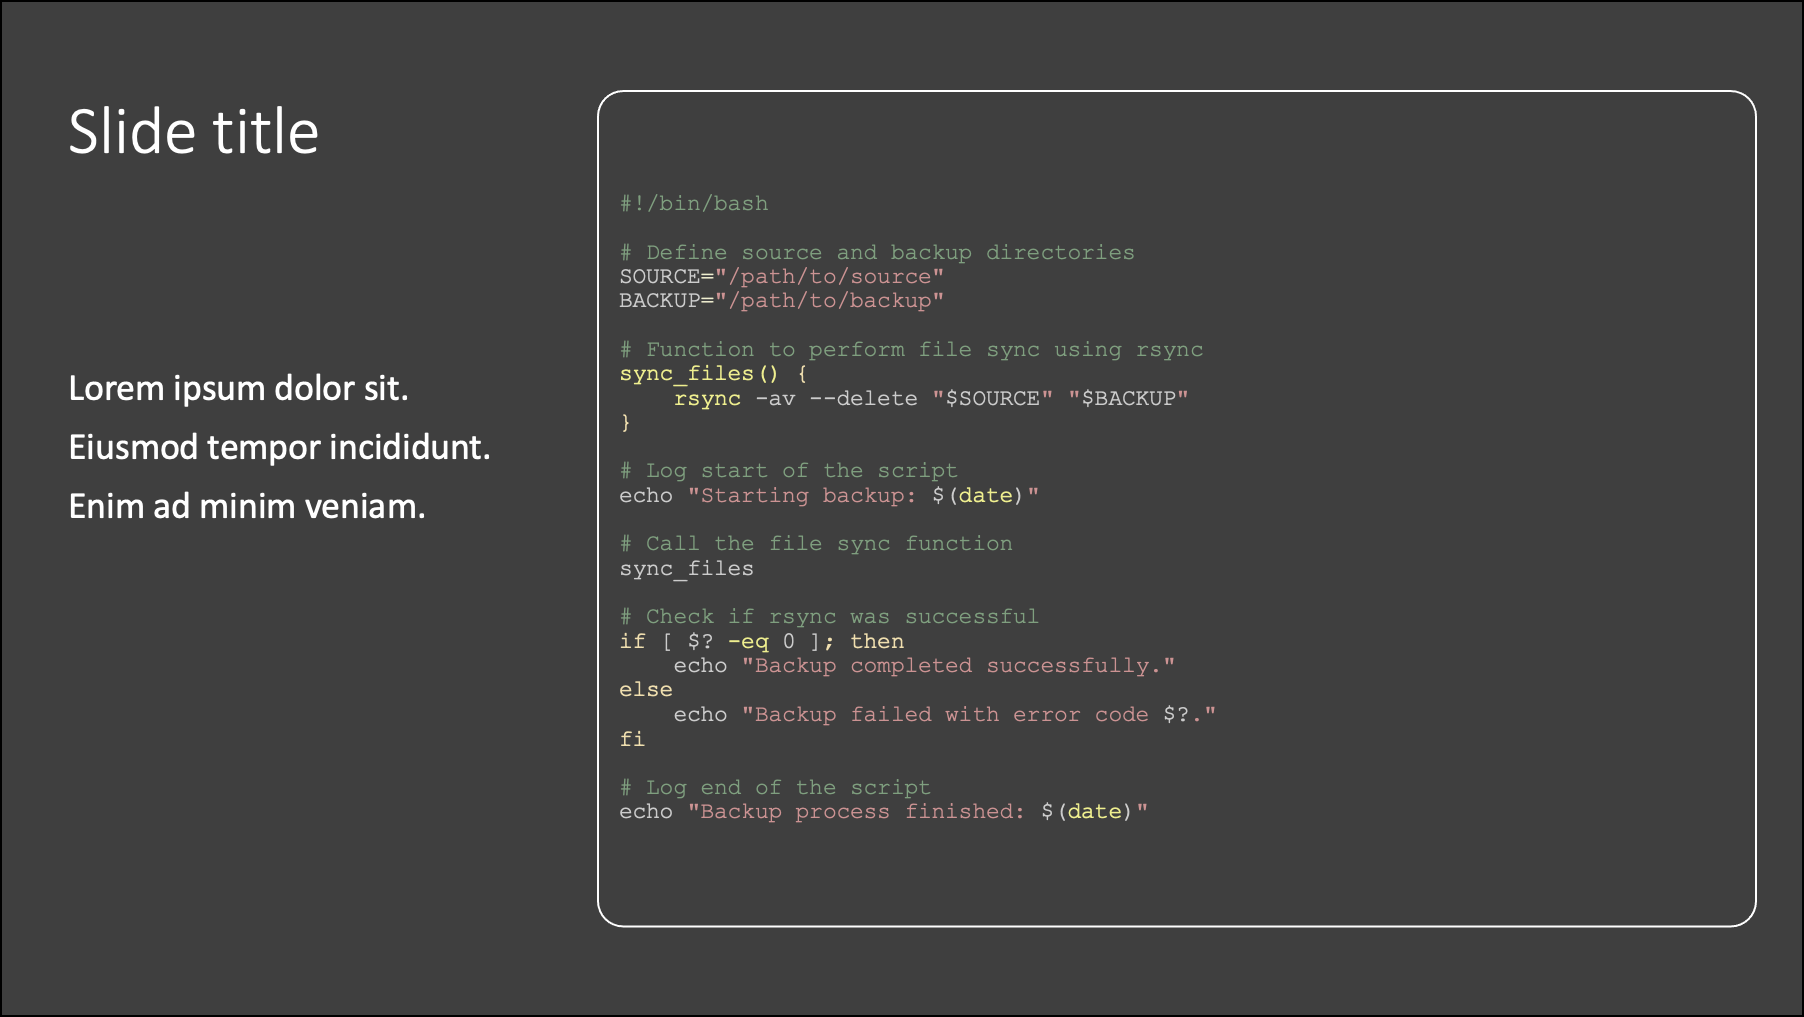 Slide title
Lorem ipsum dolor sit.
Eiusmod tempor incididunt.
Enim ad minim veniam.
#!/bin/bash

# Define source and backup directories
SOURCE="/path/to/source"
BACKUP="/path/to/backup"

# Function to perform file sync using rsync
sync_files() {
    rsync -av --delete "$SOURCE" "$BACKUP"
}

# Log start of the script
echo "Starting backup: $(date)"

# Call the file sync function
sync_files

# Check if rsync was successful
if [ $? -eq 0 ]; then
    echo "Backup completed successfully."
else
    echo "Backup failed with error code $?."
fi

# Log end of the script
echo "Backup process finished: $(date)"